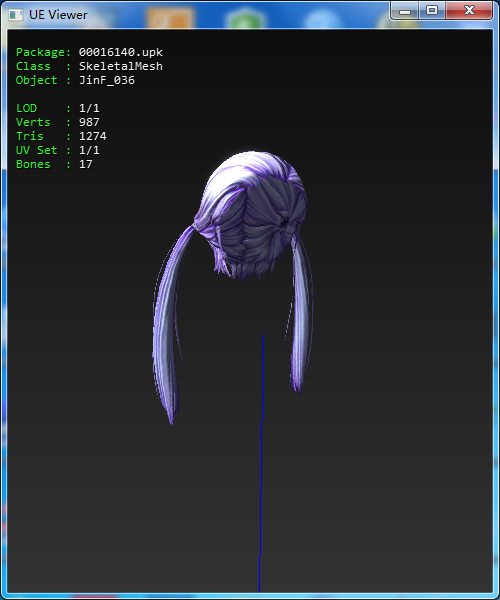 UE Viewer
Package: 00016140.upk
Class : SkeletalMesh
Object : JinF_036
LOD : 1/1
Verts : 987
Tris : 1274
UV Set : 1/1
Bones : 17